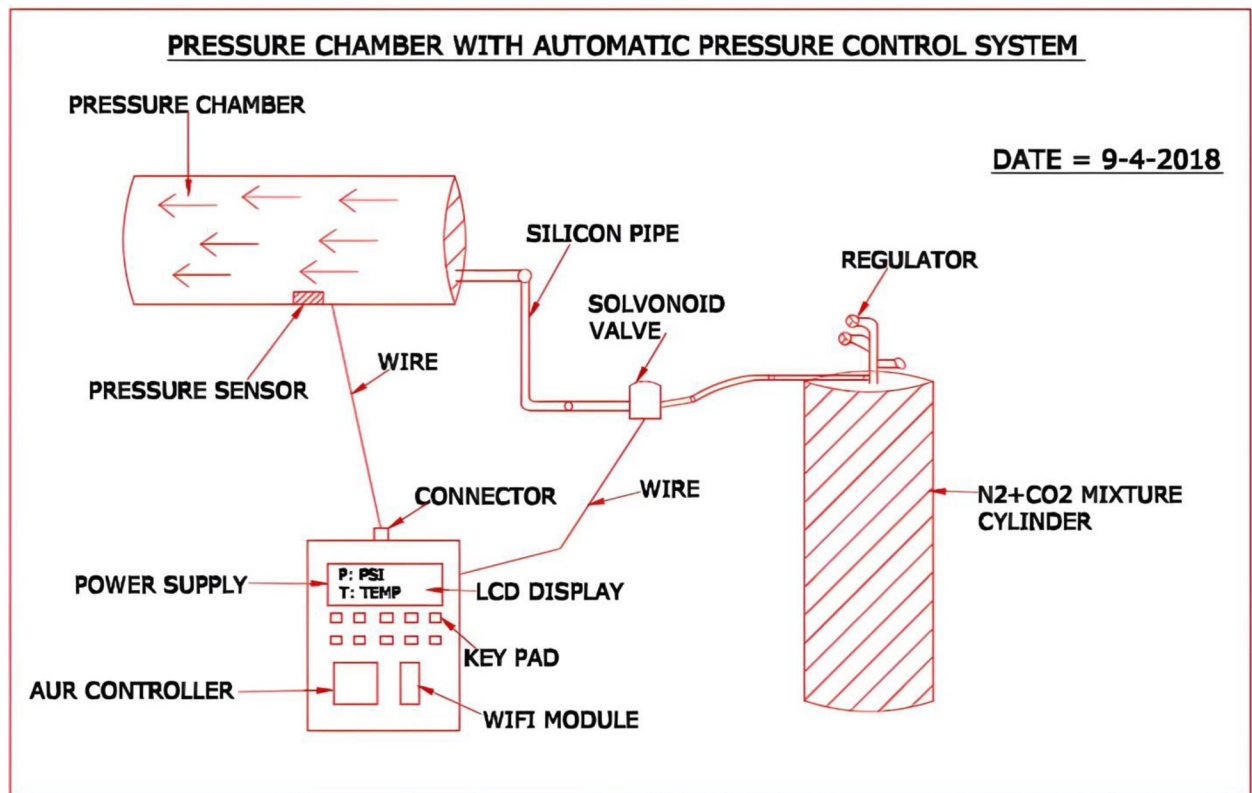 PRESSURE CHAMBER WITH AUTOMATIC PRESSURE CONTROL SYSTEM
PRESSURE CHAMBER
DATE = 9-4-2018
SILICON PIPE
REGULATOR
SOLVONOID
VALVE
WIRE
PRESSURE SENSOR
CONNECTOR
WIRE
N2+CO2 MIXTURE
CYLINDER
POWER SUPPLY
P: PSI
T: TEMP
LCD DISPLAY
KEY PAD
AUR CONTROLLER
WIFI MODULE